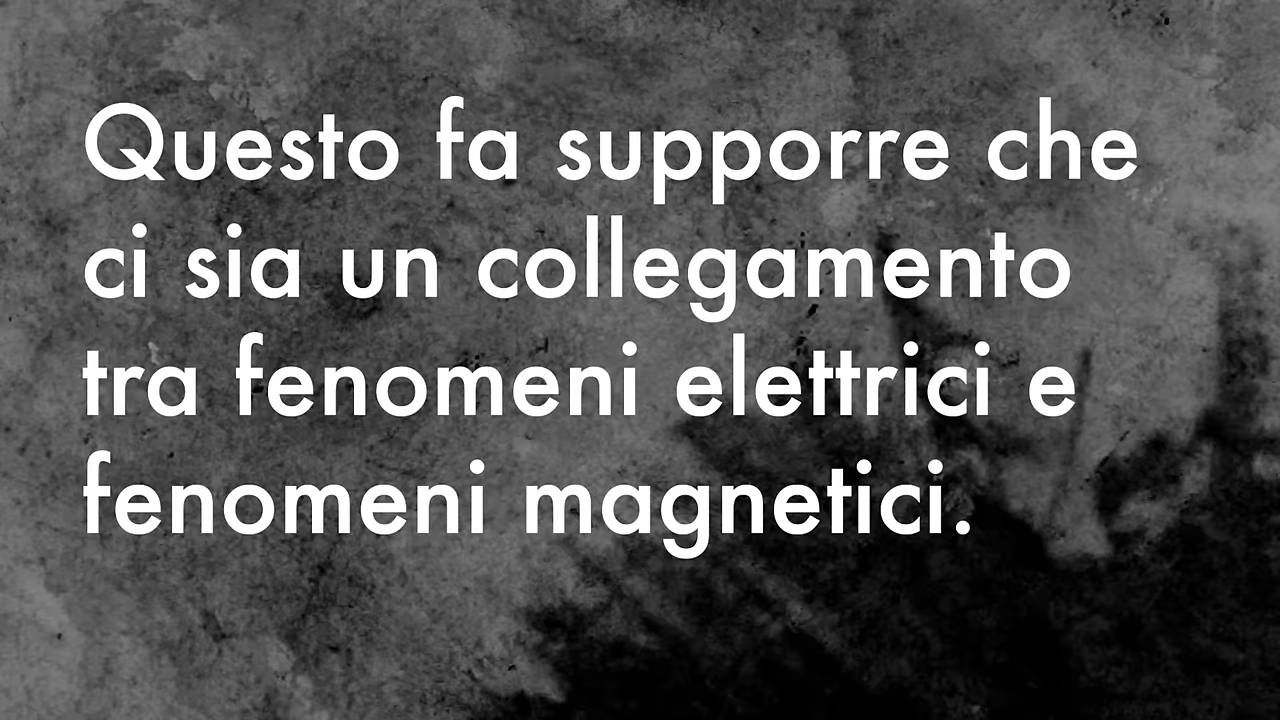 Questo fa supporre che
ci sia un collegamento
tra fenomeni elettrici e
fenomeni magnetici.